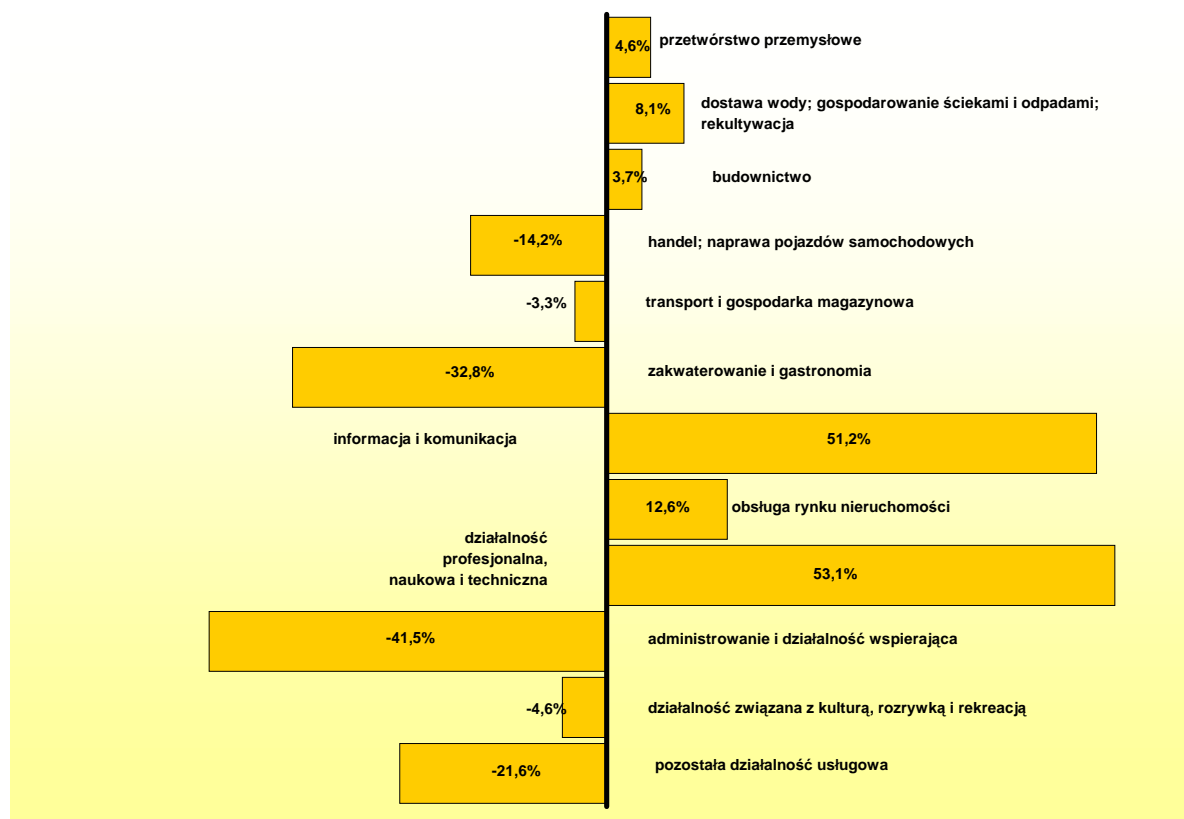 4,6%
przetwórstwo przemysłowe
8,1%
dostawa wody; gospodarowanie ściekami i odpadami;
rekultywacja
3,7%
budownictwo
-14,2%
handel; naprawa pojazdów samochodowych
-3,3%
transport i gospodarka magazynowa
-32,8%
zakwaterowanie i gastronomia
informacja i komunikacja
51,2%
12,6%
obsługa rynku nieruchomości
działalność
profesjonalna,
naukowa i techniczna
53,1%
-41,5%
administrowanie i działalność wspierająca
-4,6%
działalność związana z kulturą, rozrywką i rekreacją
-21,6%
pozostała działalność usługowa